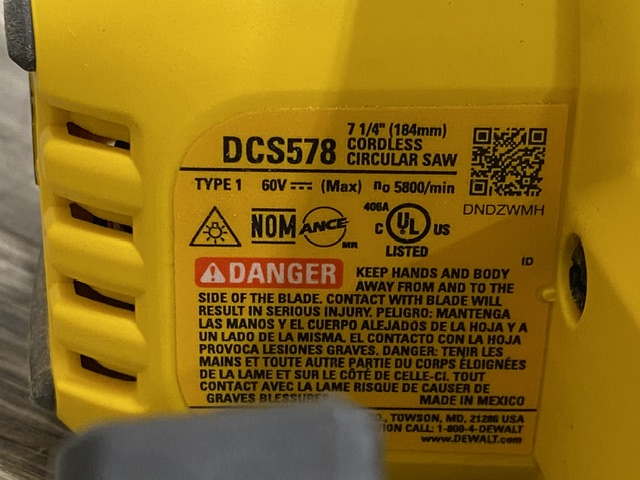 DCS578 7 1/4" (184mm)
CORDLESS
CIRCULAR SAW
TYPE 1 60V (Max) no 5800/min
DNDZWMH
NOM ANCE MR 406A C UL US
LISTED
ID
DANGER KEEP HANDS AND BODY
AWAY FROM AND TO THE
SIDE OF THE BLADE. CONTACT WITH BLADE WILL
RESULT IN SERIOUS INJURY. PELIGRO: MANTENGA
LAS MANOS Y EL CUERPO ALEJADOS DE LA HOJA Y A
UN LADO DE LA MISMA. EL CONTACTO CON LA HOJA
PROVOCA LESIONES GRAVES. DANGER: TENIR LES
MAINS ET TOUTE AUTRE PARTIE DU CORPS ÉLOIGNÉES
DE LA LAME ET SUR LE CÔTÉ DE CELLE-CI. TOUT
CONTACT AVEC LA LAME RISQUE DE CAUSER DE
GRAVES BLESSURES MADE IN MEXICO
TOWSON, MD, 21286 USA
CALL: 1-800-4-DEWALT
www.DEWALT.com